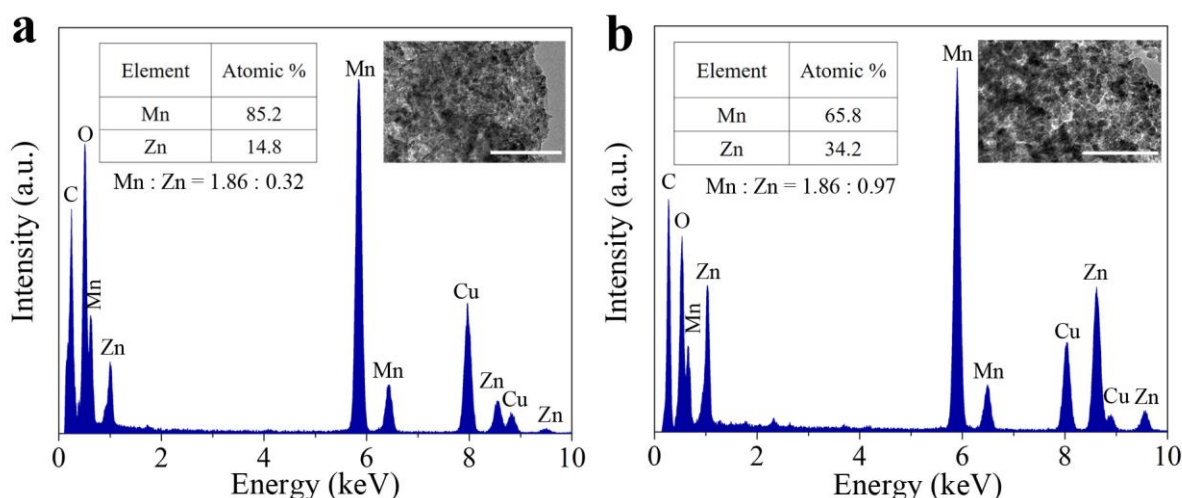 a
Element Atomic %
Mn 85.2
Zn 14.8
Mn : Zn = 1.86 : 0.32
C
O
Mn
Zn
Mn
Mn
Cu
Zn
Cu
Zn
Intensity (a.u.)
0 2 4 6 8 10
Energy (keV)
b
Element Atomic %
Mn 65.8
Zn 34.2
Mn : Zn = 1.86 : 0.97
C
O
Mn
Zn
Mn
Mn
Cu
Zn
Cu
Zn
Intensity (a.u.)
0 2 4 6 8 10
Energy (keV)